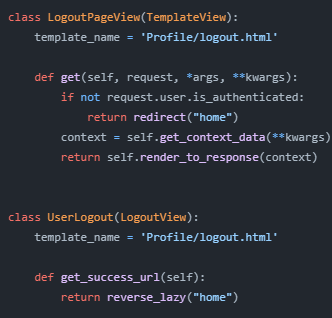 class LogoutPageView(TemplateView):
    template_name = 'Profile/logout.html'
    def get(self, request, *args, **kwargs):
        if not request.user.is_authenticated:
            return redirect("home")
        context = self.get_context_data(**kwargs)
        return self.render_to_response(context)
class UserLogout(LogoutView):
    template_name = 'Profile/logout.html'
    def get_success_url(self):
        return reverse_lazy("home")